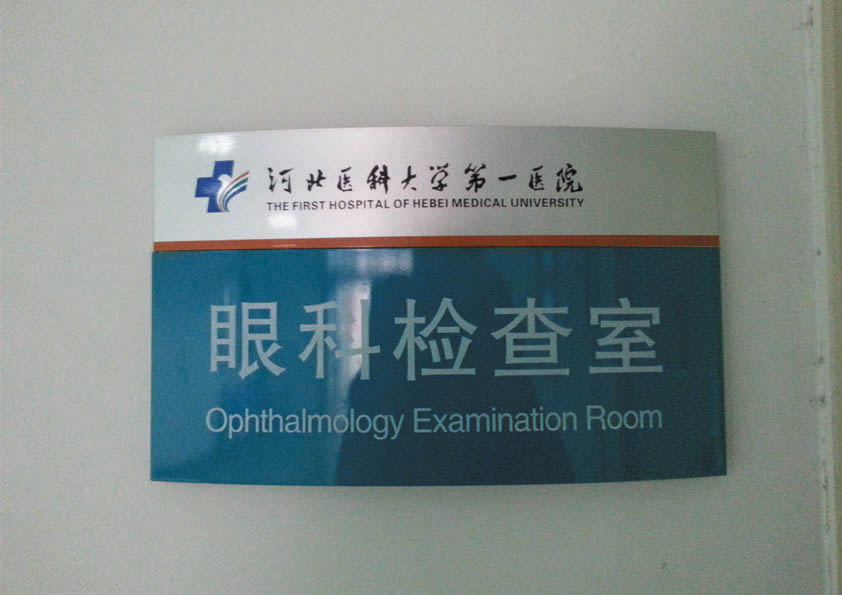 河北医科大学第一医院
THE FIRST HOSPITAL OF HEBEI MEDICAL UNIVERSITY
眼科检查室
Ophthalmology Examination Room